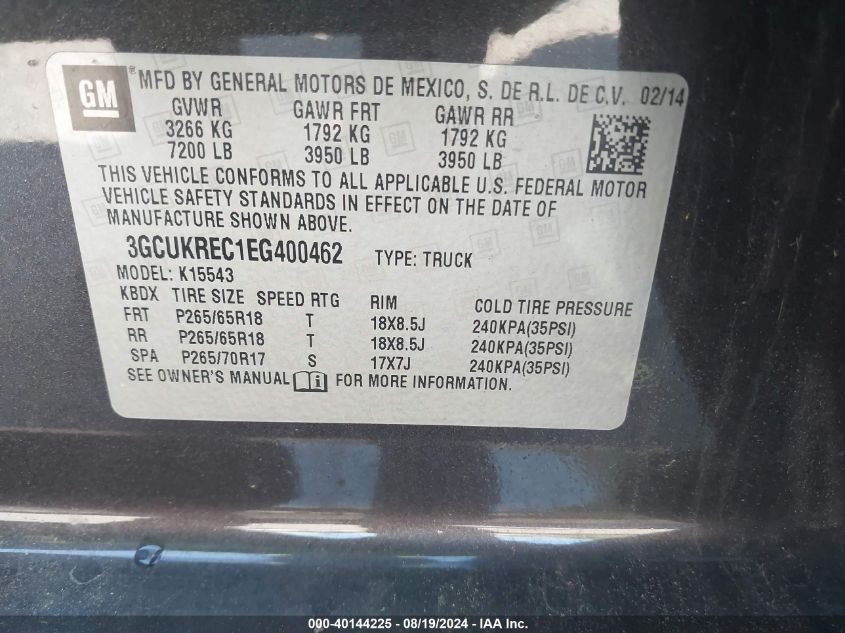 GM ® MFD BY GENERAL MOTORS DE MEXICO, S. DE R.L. DE C.V. 02/14
GVWR GAWR FRT GAWR RR
3266 KG 1792 KG 1792 KG
7200 LB 3950 LB 3950 LB
THIS VEHICLE CONFORMS TO ALL APPLICABLE U.S. FEDERAL MOTOR
VEHICLE SAFETY STANDARDS IN EFFECT ON THE DATE OF
MANUFACTURE SHOWN ABOVE.
3GCUKREC1EG400462 TYPE: TRUCK
MODEL: K15543
KBDX TIRE SIZE SPEED RTG RIM COLD TIRE PRESSURE
FRT P265/65R18 T 18X8.5J 240KPA(35PSI)
RR P265/65R18 T 18X8.5J 240KPA(35PSI)
SPA P265/70R17 S 17X7J 240KPA(35PSI)
SEE OWNER'S MANUAL FOR MORE INFORMATION.
000-40144225 - 08/19/2024 - IAA Inc.